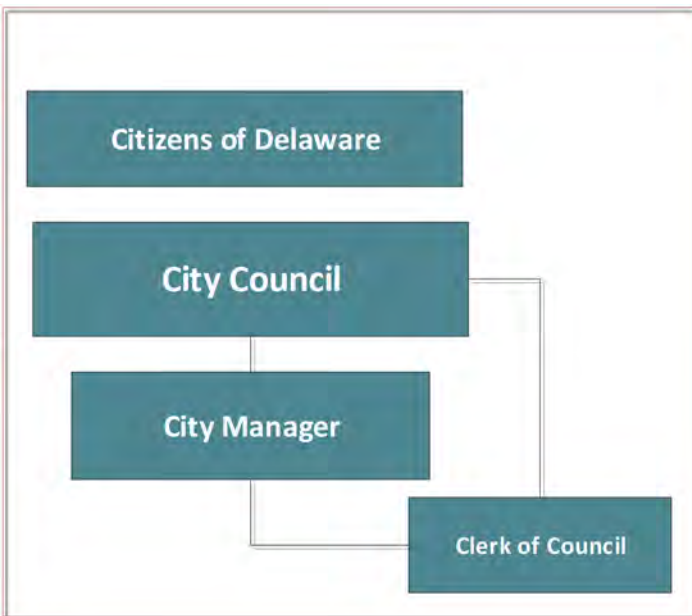 Citizens of Delaware
City Council
City Manager
Clerk of Council